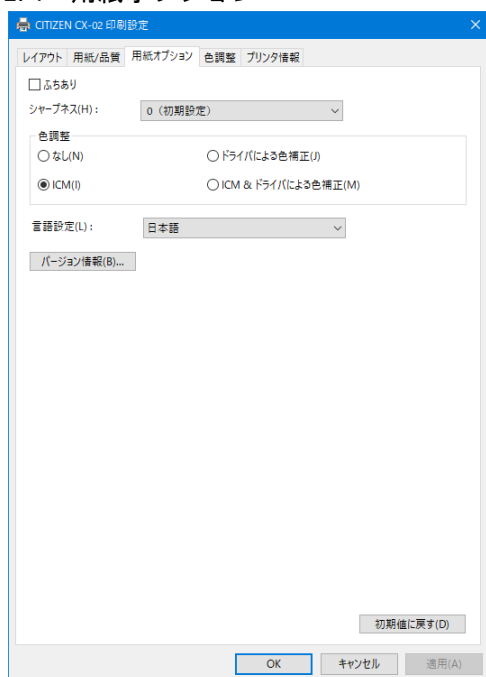 CITIZEN CX-02 印刷設定
レイアウト 用紙/品質 用紙オプション 色調整 プリンタ情報
ふちあり
シャープネス(H): 0（初期設定）
色調整
なし(N) ドライバによる色補正(J)
ICM(I) ICM & ドライバによる色補正(M)
言語設定(L): 日本語
バージョン情報(B)...
初期値に戻す(D)
OK キャンセル 適用(A)